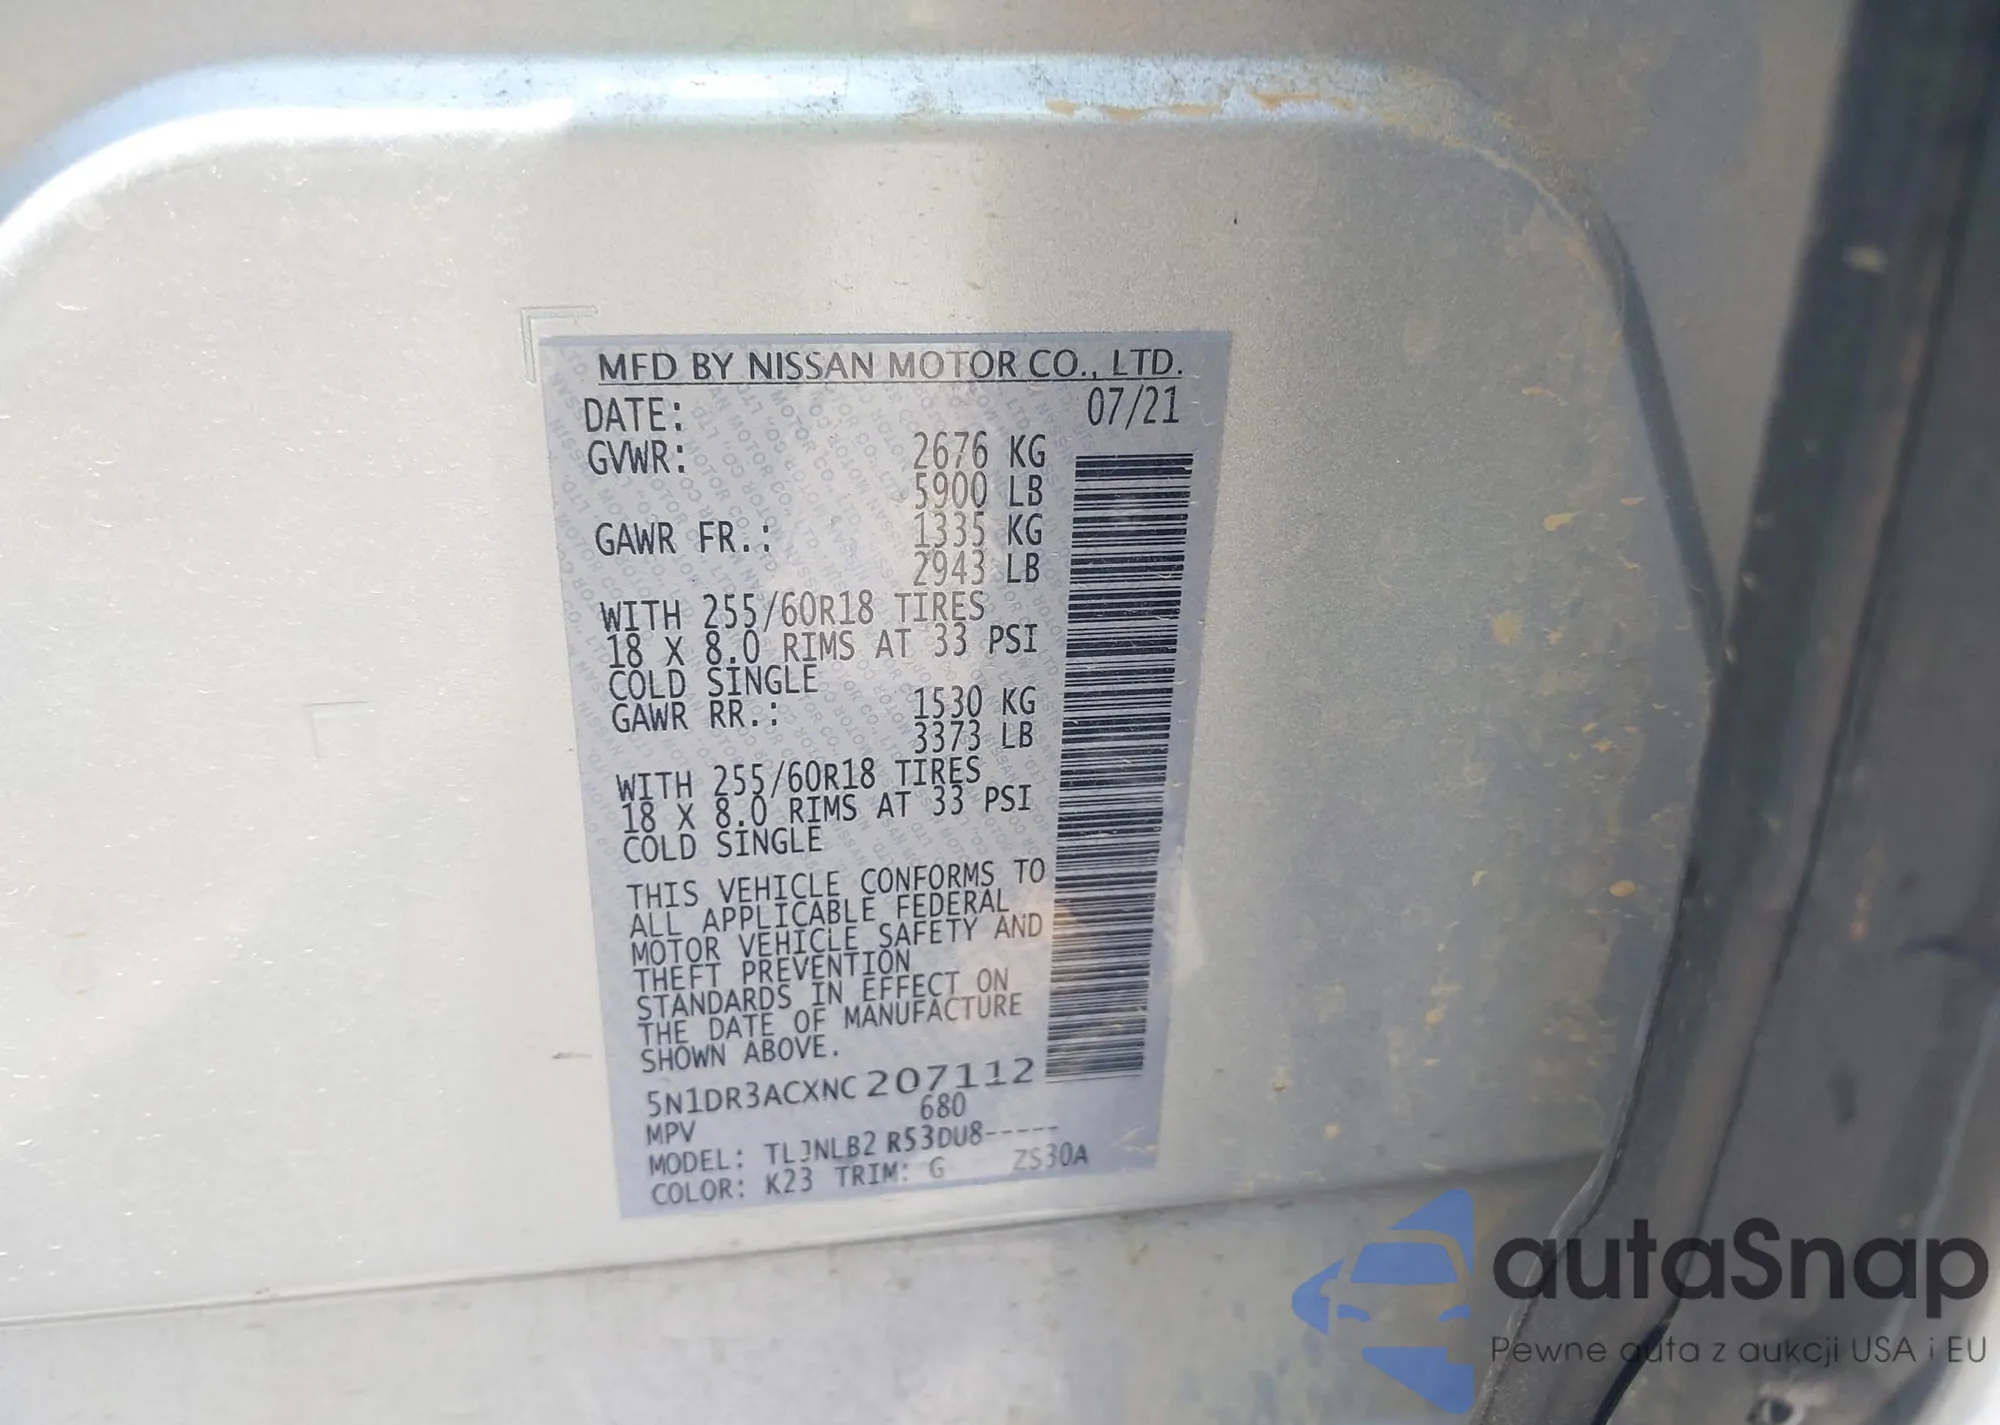 MFD BY NISSAN MOTOR CO., LTD.
DATE: 07/21
GVWR: 2676 KG
5900 LB
GAWR FR.: 1335 KG
2943 LB
WITH 255/60R18 TIRES
18 X 8.0 RIMS AT 33 PSI
COLD SINGLE
GAWR RR.: 1530 KG
3373 LB
WITH 255/60R18 TIRES
18 X 8.0 RIMS AT 33 PSI
COLD SINGLE
THIS VEHICLE CONFORMS TO
ALL APPLICABLE FEDERAL
MOTOR VEHICLE SAFETY AND
THEFT PREVENTION
STANDARDS IN EFFECT ON
THE DATE OF MANUFACTURE
SHOWN ABOVE.
5N1DR3ACXNC207112
680
MPV
MODEL: R53DU8-----
COLOR: K23 TRIM: G ZS30A
autaSnap
Pewne auta z aukcji USA i EU